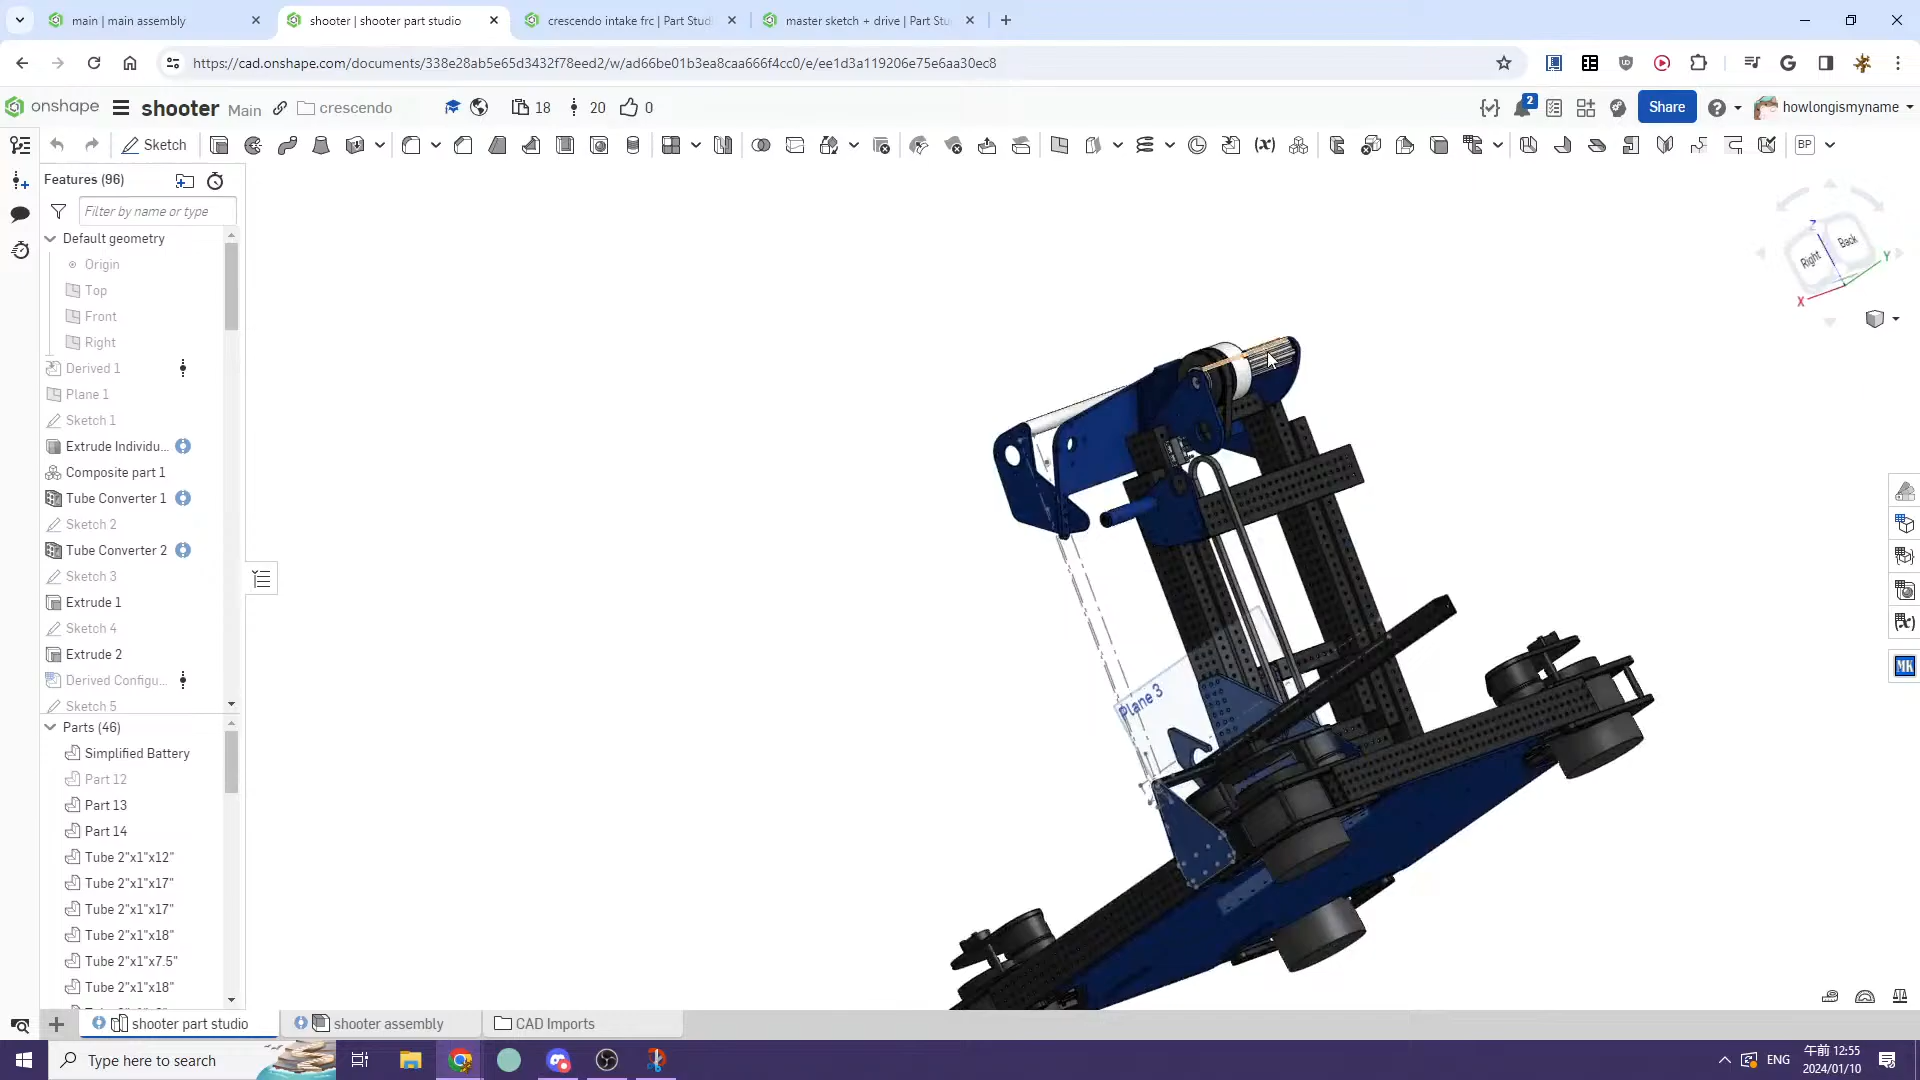 main | main assembly
shooter | shooter part studio
crescendo intake frc | Part Studi
master sketch + drive | Part Stu
https://cad.onshape.com/documents/338e28ab5e65d3432f78eed2/w/ad66be01b3ea8caa666f4cc0/e/ee1d3a119206e75e6aa30ec8
onshape
shooter Main
crescendo
18
20
0
2
Share
howlongismyname
Sketch
BP
Features (96)
Filter by name or type
Default geometry
Origin
Top
Front
Right
Derived 1
Plane 1
Sketch 1
Extrude Individu...
Composite part 1
Tube Converter 1
Sketch 2
Tube Converter 2
Sketch 3
Extrude 1
Sketch 4
Extrude 2
Derived Configu...
Sketch 5
Parts (46)
Simplified Battery
Part 12
Part 13
Part 14
Tube 2"x1"x12"
Tube 2"x1"x17"
Tube 2"x1"x17"
Tube 2"x1"x18"
Tube 2"x1"x7.5"
Tube 2"x1"x18"
Plane 3
Z
Back
Right
Y
X
(x)
MK
shooter part studio
shooter assembly
CAD Imports
Type here to search
ENG
午前 12:55
2024/01/10